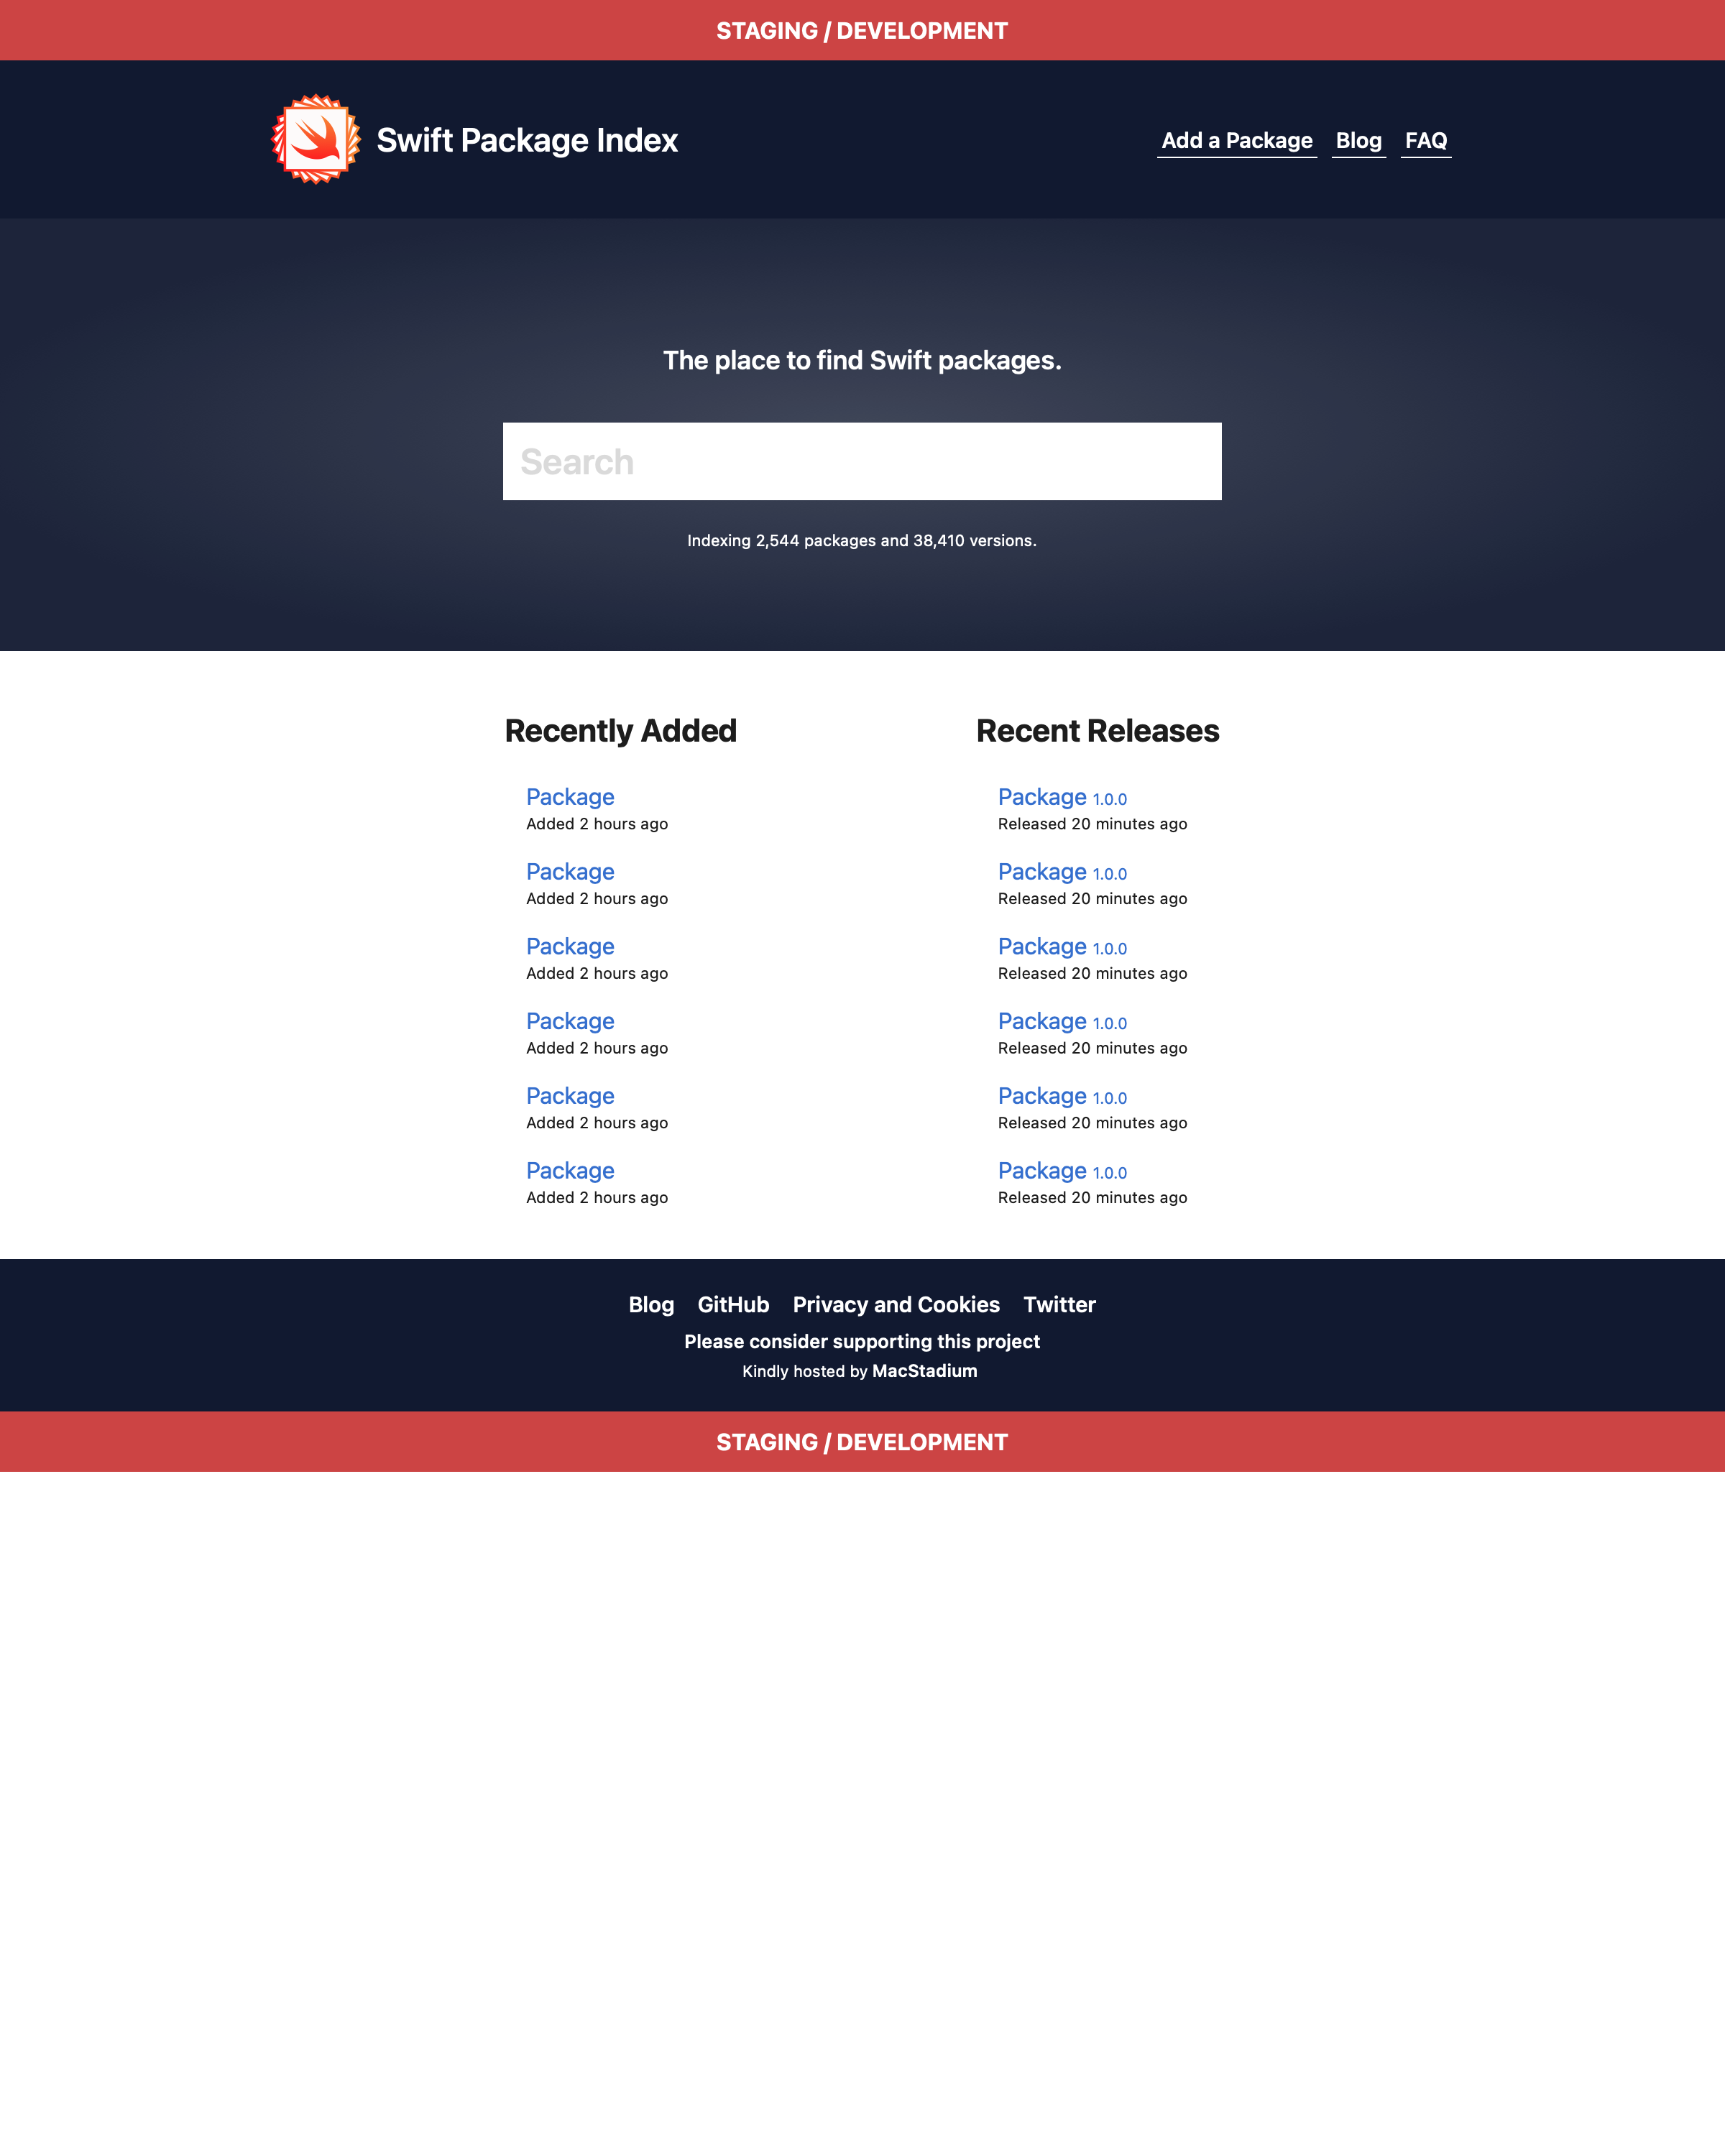 STAGING / DEVELOPMENT
Swift Package Index
Add a Package Blog FAQ
The place to find Swift packages.
Search
Indexing 2,544 packages and 38,410 versions.
Recently Added
Package
Added 2 hours ago
Package
Added 2 hours ago
Package
Added 2 hours ago
Package
Added 2 hours ago
Package
Added 2 hours ago
Package
Added 2 hours ago
Recent Releases
Package 1.0.0
Released 20 minutes ago
Package 1.0.0
Released 20 minutes ago
Package 1.0.0
Released 20 minutes ago
Package 1.0.0
Released 20 minutes ago
Package 1.0.0
Released 20 minutes ago
Package 1.0.0
Released 20 minutes ago
Blog GitHub Privacy and Cookies Twitter
Please consider supporting this project
Kindly hosted by MacStadium
STAGING / DEVELOPMENT